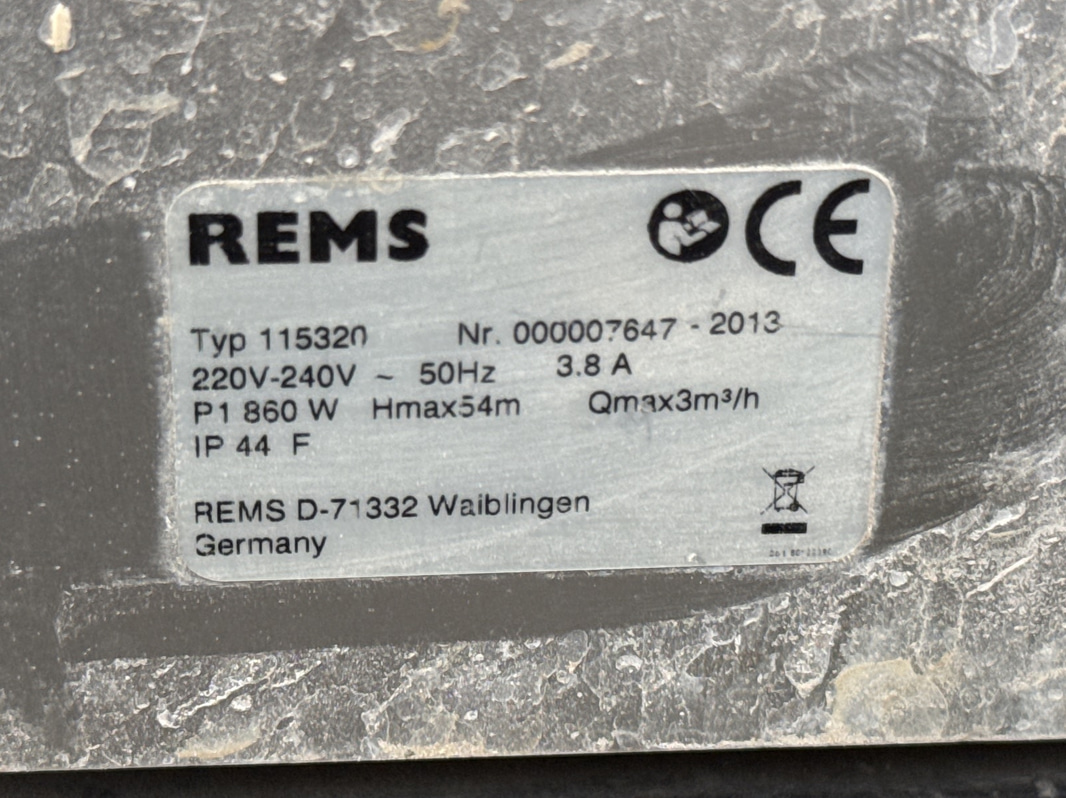 REMS CE
Typ 115320 Nr. 000007647 - 2013
220V-240V ~ 50Hz 3.8 A
P1 860 W Hmax54m Qmax3m³/h
IP 44 F
REMS D-71332 Waiblingen
Germany